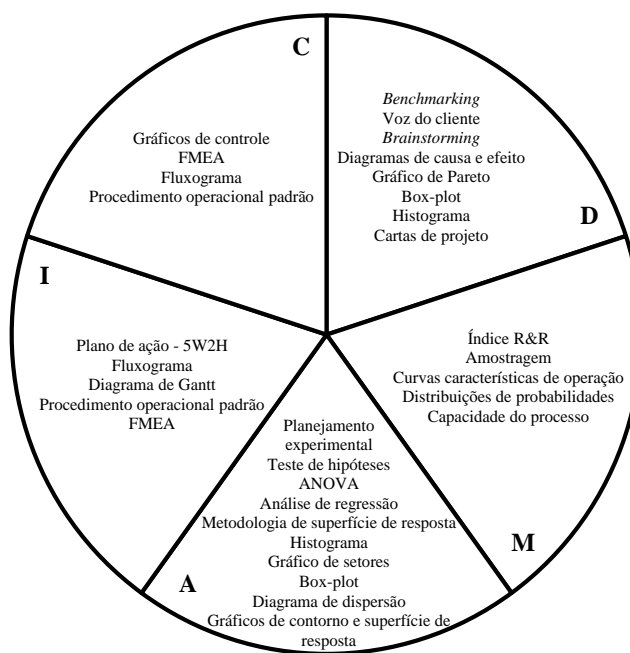 C
Gráficos de controle
FMEA
Fluxograma
Procedimento operacional padrão
Benchmarking
Voz do cliente
Brainstorming
Diagramas de causa e efeito
Gráfico de Pareto
Box-plot
Histograma
Cartas de projeto
D
I
Plano de ação - 5W2H
Fluxograma
Diagrama de Gantt
Procedimento operacional padrão
FMEA
Índice R&R
Amostragem
Curvas características de operação
Distribuições de probabilidades
Capacidade do processo
M
Planejamento
experimental
Teste de hipóteses
ANOVA
Análise de regressão
Metodologia de superfície de resposta
Histograma
Gráfico de setores
Box-plot
Diagrama de dispersão
Gráficos de contorno e superfície de
resposta
A